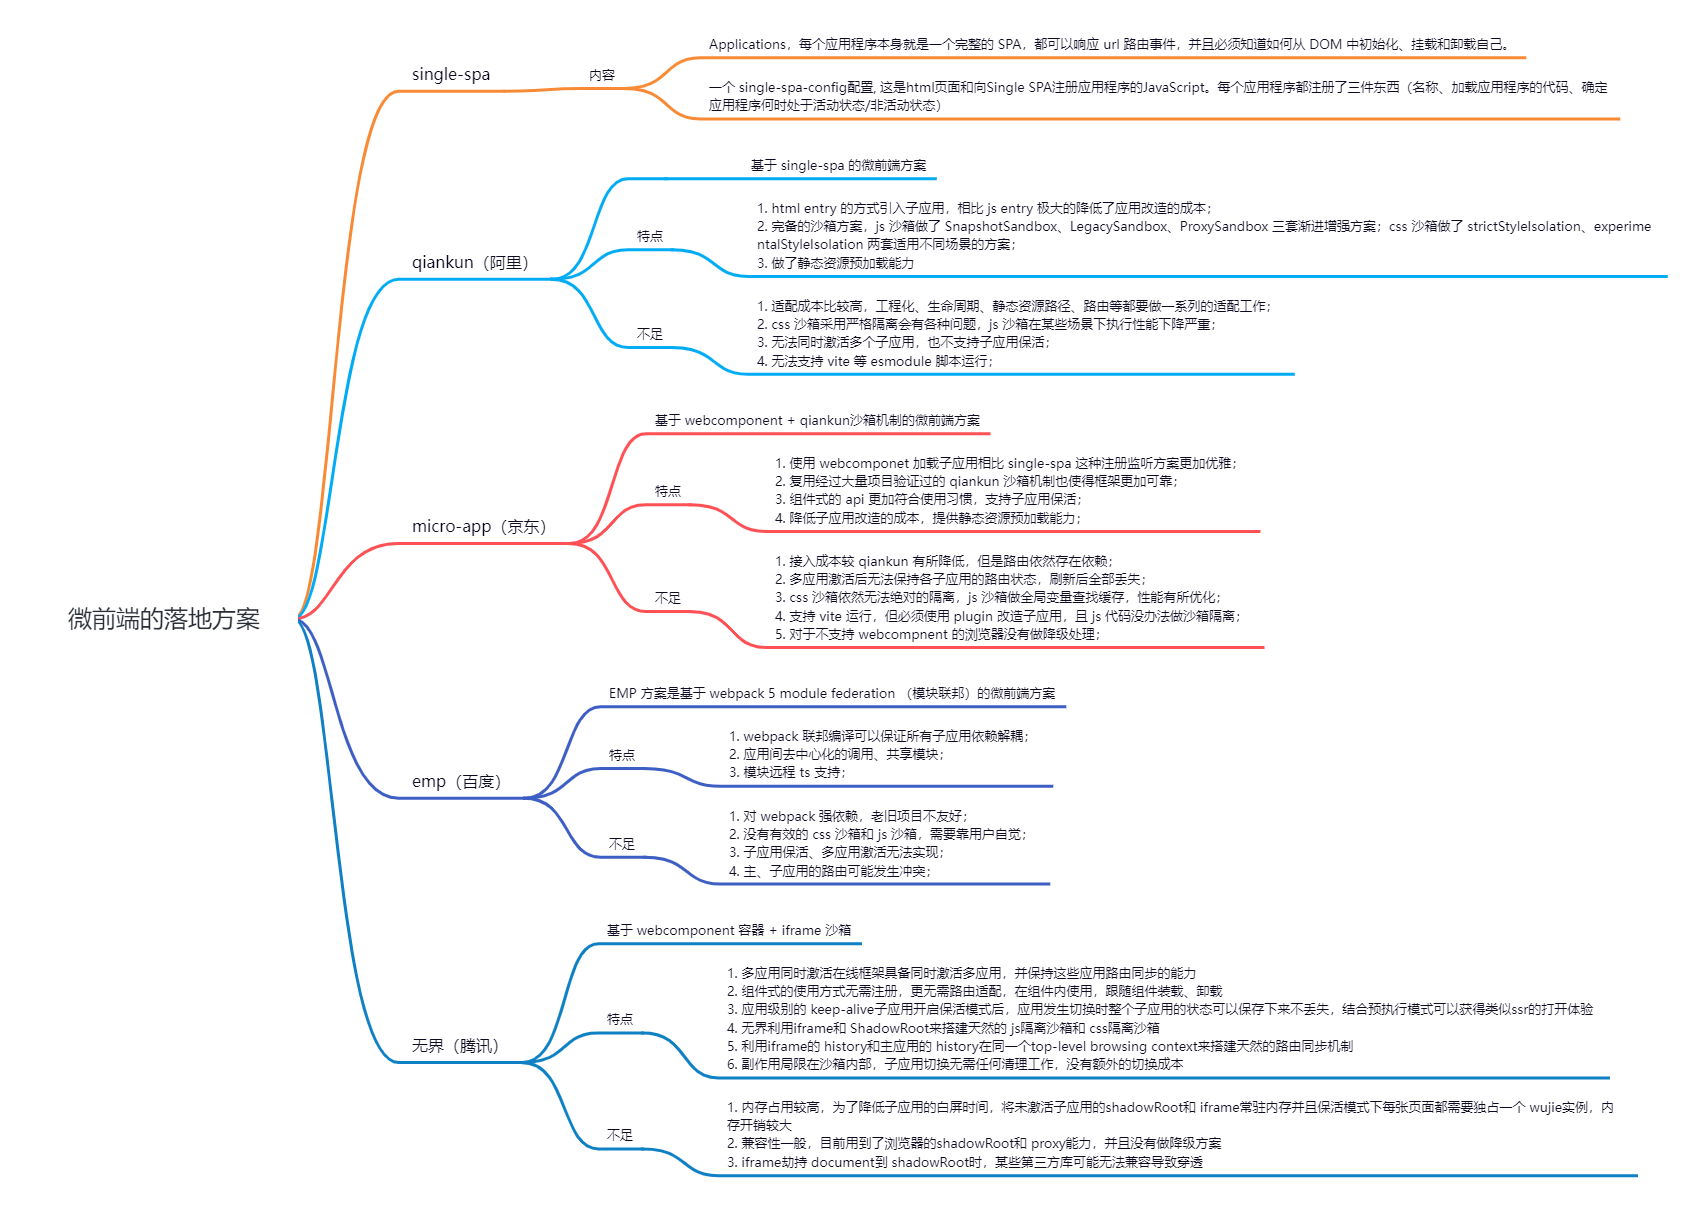 微前端的落地方案
single-spa
内容
Applications，每个应用程序本身就是一个完整的 SPA，都可以响应 url 路由事件，并且必须知道如何从 DOM 中初始化、挂载和卸载自己。
一个 single-spa-config配置, 这是html页面和向Single SPA注册应用程序的JavaScript。每个应用程序都注册了三件东西（名称、加载应用程序的代码、确定
应用程序何时处于活动状态/非活动状态）
qiankun（阿里）
基于 single-spa 的微前端方案
特点
1. html entry 的方式引入子应用，相比 js entry 极大的降低了应用改造的成本；
2. 完备的沙箱方案，js 沙箱做了 SnapshotSandbox、LegacySandbox、ProxySandbox 三套渐进增强方案；css 沙箱做了 strictStyleIsolation、experime
ntalStyleIsolation 两套适用不同场景的方案；
3. 做了静态资源预加载能力
不足
1. 适配成本比较高，工程化、生命周期、静态资源路径、路由等都要做一系列的适配工作；
2. css 沙箱采用严格隔离会有各种问题，js 沙箱在某些场景下执行性能下降严重；
3. 无法同时激活多个子应用，也不支持子应用保活；
4. 无法支持 vite 等 esmodule 脚本运行；
micro-app（京东）
基于 webcomponent + qiankun沙箱机制的微前端方案
特点
1. 使用 webcomponet 加载子应用相比 single-spa 这种注册监听方案更加优雅；
2. 复用经过大量项目验证过的 qiankun 沙箱机制也使得框架更加可靠；
3. 组件式的 api 更加符合使用习惯，支持子应用保活；
4. 降低子应用改造的成本，提供静态资源预加载能力；
不足
1. 接入成本较 qiankun 有所降低，但是路由依然存在依赖；
2. 多应用激活后无法保持各子应用的路由状态，刷新后全部丢失；
3. css 沙箱依然无法绝对的隔离，js 沙箱做全局变量查找缓存，性能有所优化；
4. 支持 vite 运行，但必须使用 plugin 改造子应用，且 js 代码没办法做沙箱隔离；
5. 对于不支持 webcompnent 的浏览器没有做降级处理；
emp（百度）
EMP 方案是基于 webpack 5 module federation （模块联邦）的微前端方案
特点
1. webpack 联邦编译可以保证所有子应用依赖解耦；
2. 应用间去中心化的调用、共享模块；
3. 模块远程 ts 支持；
不足
1. 对 webpack 强依赖，老旧项目不友好；
2. 没有有效的 css 沙箱和 js 沙箱，需要靠用户自觉；
3. 子应用保活、多应用激活无法实现；
4. 主、子应用的路由可能发生冲突；
无界（腾讯）
基于 webcomponent 容器 + iframe 沙箱
特点
1. 多应用同时激活在线框架具备同时激活多应用，并保持这些应用路由同步的能力
2. 组件式的使用方式无需注册，更无需路由适配，在组件内使用，跟随组件装载、卸载
3. 应用级别的 keep-alive子应用开启保活模式后，应用发生切换时整个子应用的状态可以保存下来不丢失，结合预执行模式可以获得类似ssr的打开体验
4. 无界利用iframe和 ShadowRoot来搭建天然的 js隔离沙箱和 css隔离沙箱
5. 利用iframe的 history和主应用的 history在同一个top-level browsing context来搭建天然的路由同步机制
6. 副作用局限在沙箱内部，子应用切换无需任何清理工作，没有额外的切换成本
不足
1. 内存占用较高，为了降低子应用的白屏时间，将未激活子应用的shadowRoot和 iframe常驻内存并且保活模式下每张页面都需要独占一个 wujie实例，内
存开销较大
2. 兼容性一般，目前用到了浏览器的shadowRoot和 proxy能力，并且没有做降级方案
3. iframe劫持 document到 shadowRoot时，某些第三方库可能无法兼容导致穿透